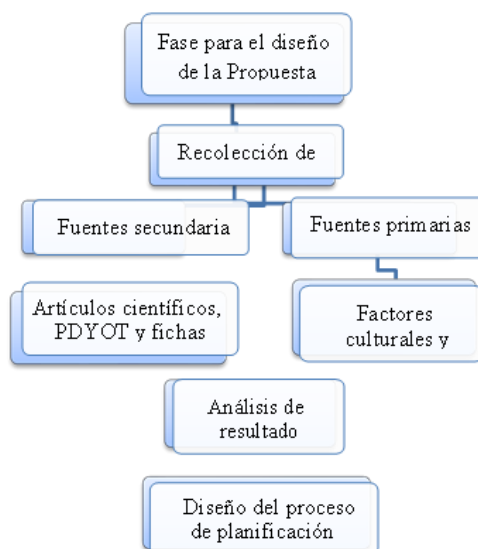 Fase para el diseño
de la Propuesta
Recolección de
Fuentes secundaria
Fuentes primarias
Artículos científicos,
PDYOT y fichas
Factores
culturales y
Análisis de
resultado
Diseño del proceso
de planificación